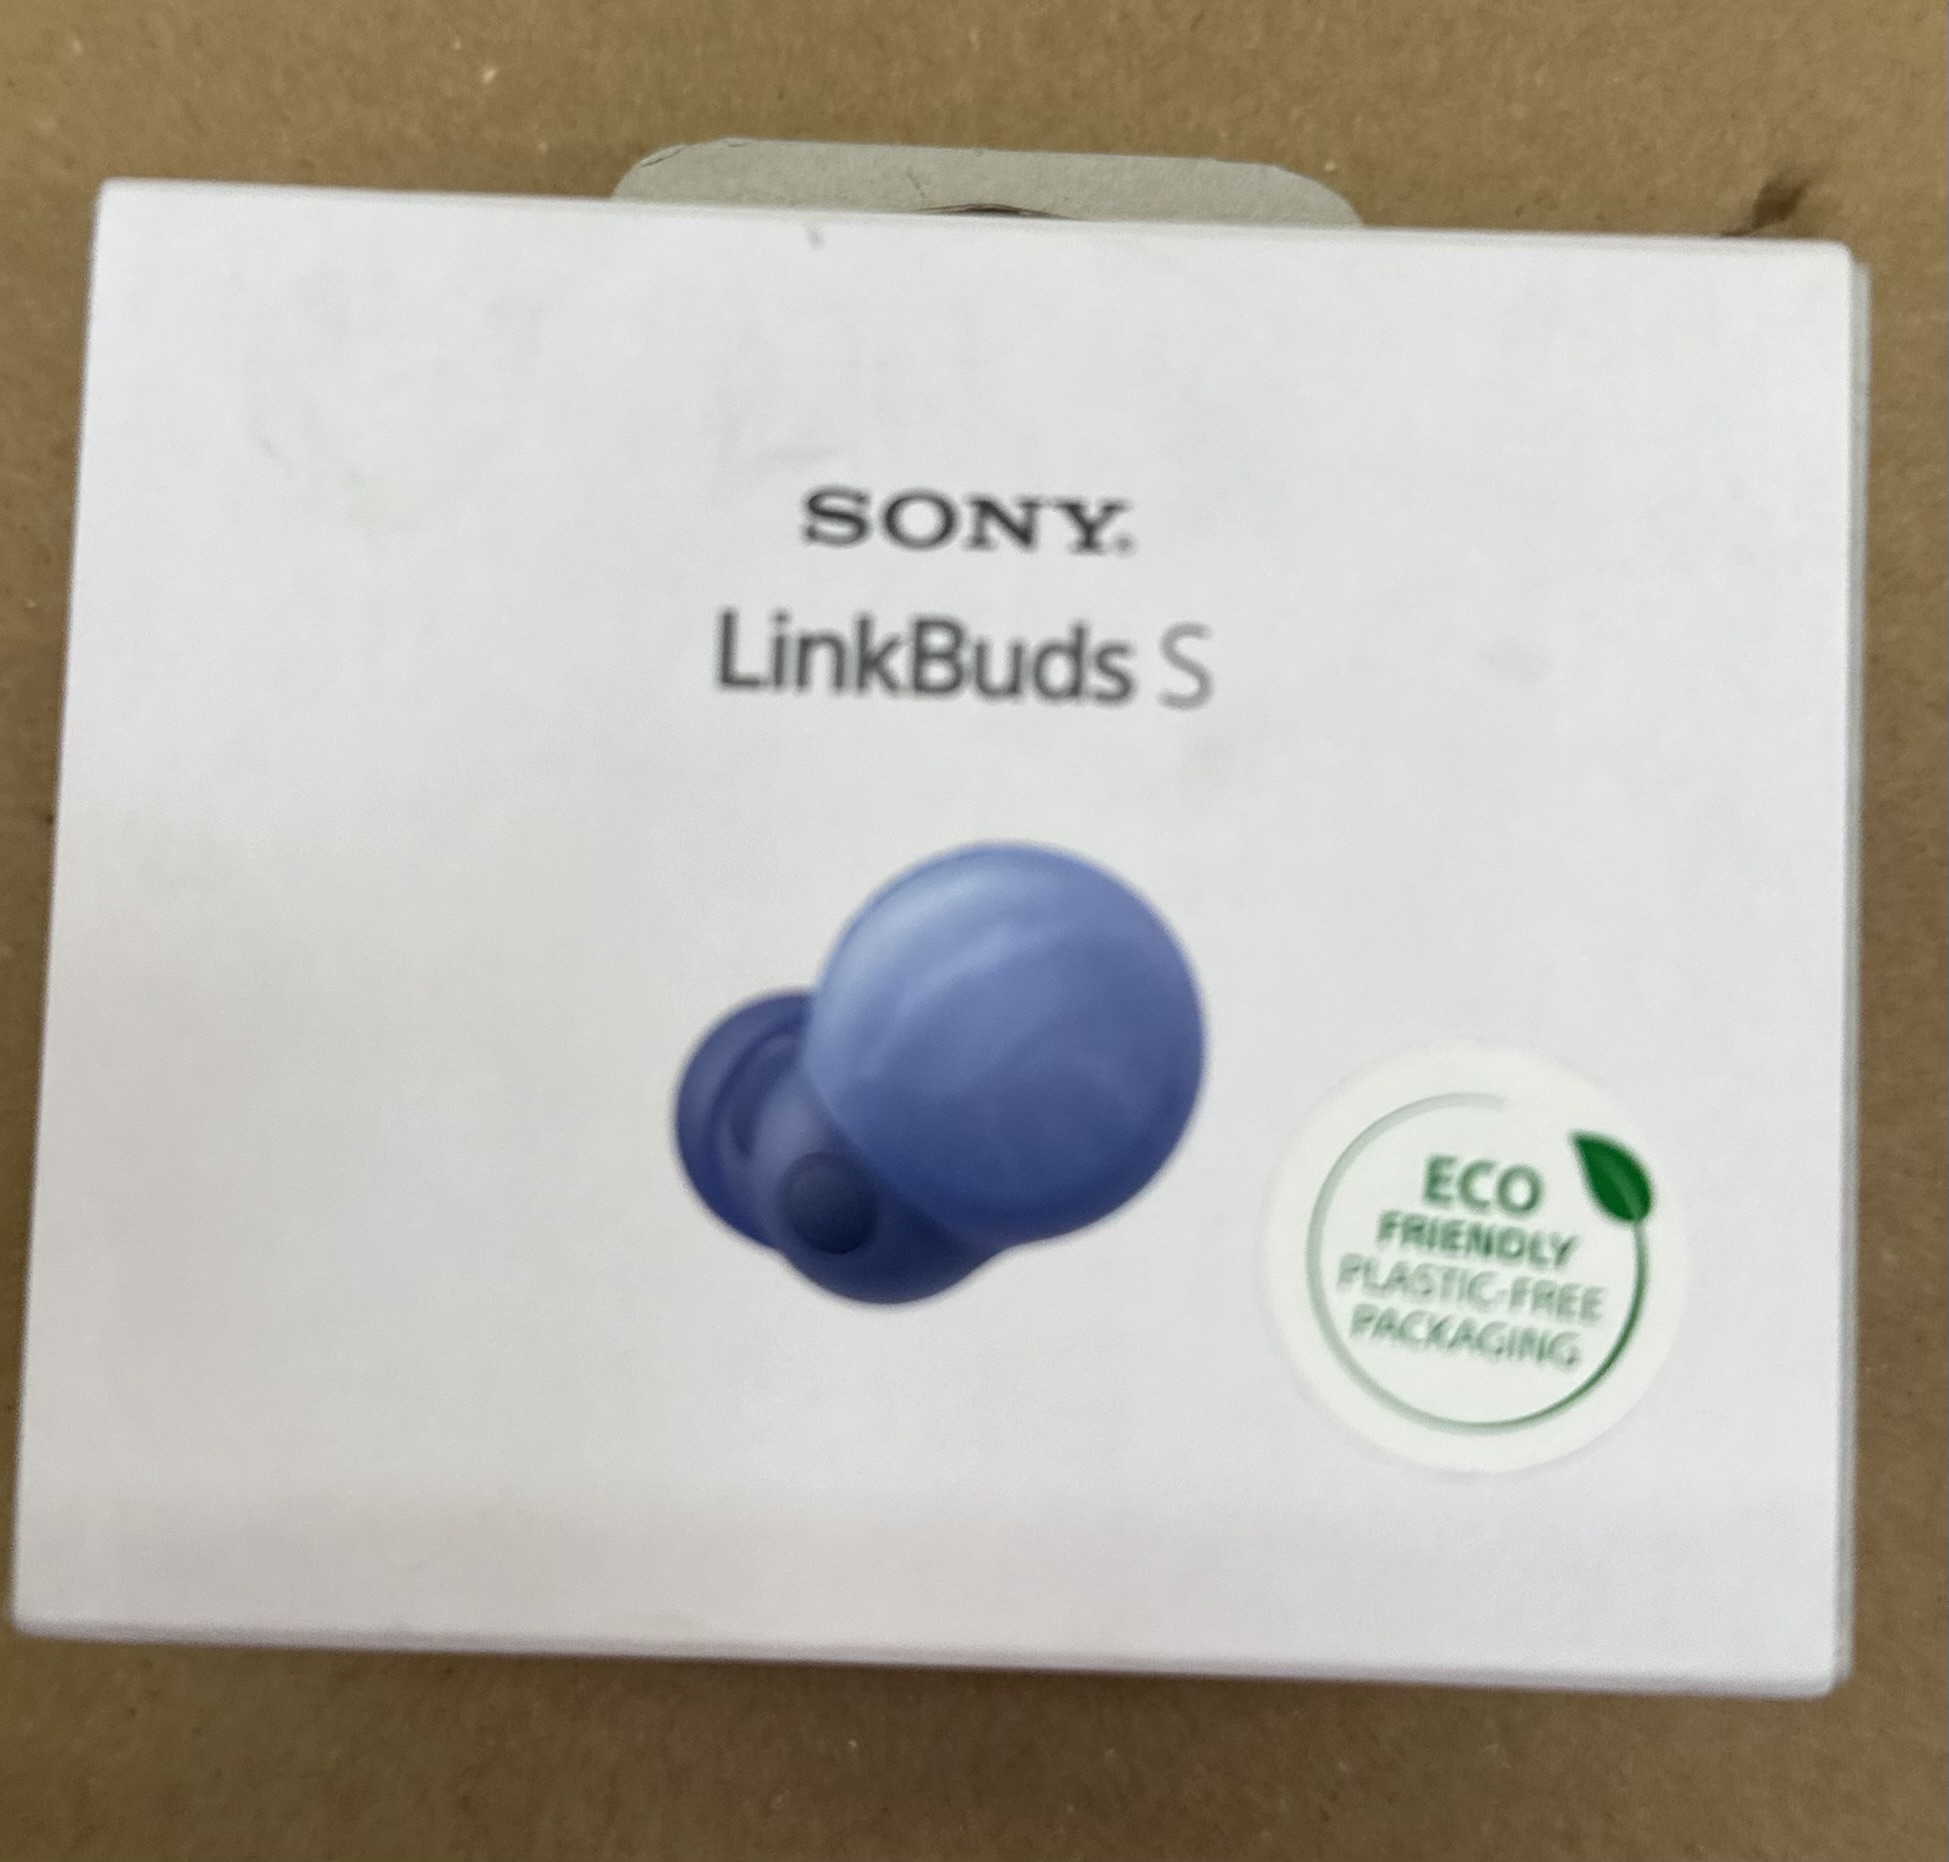 SONY
LinkBuds S
ECO
FRIENDLY
PLASTIC-FREE
PACKAGING